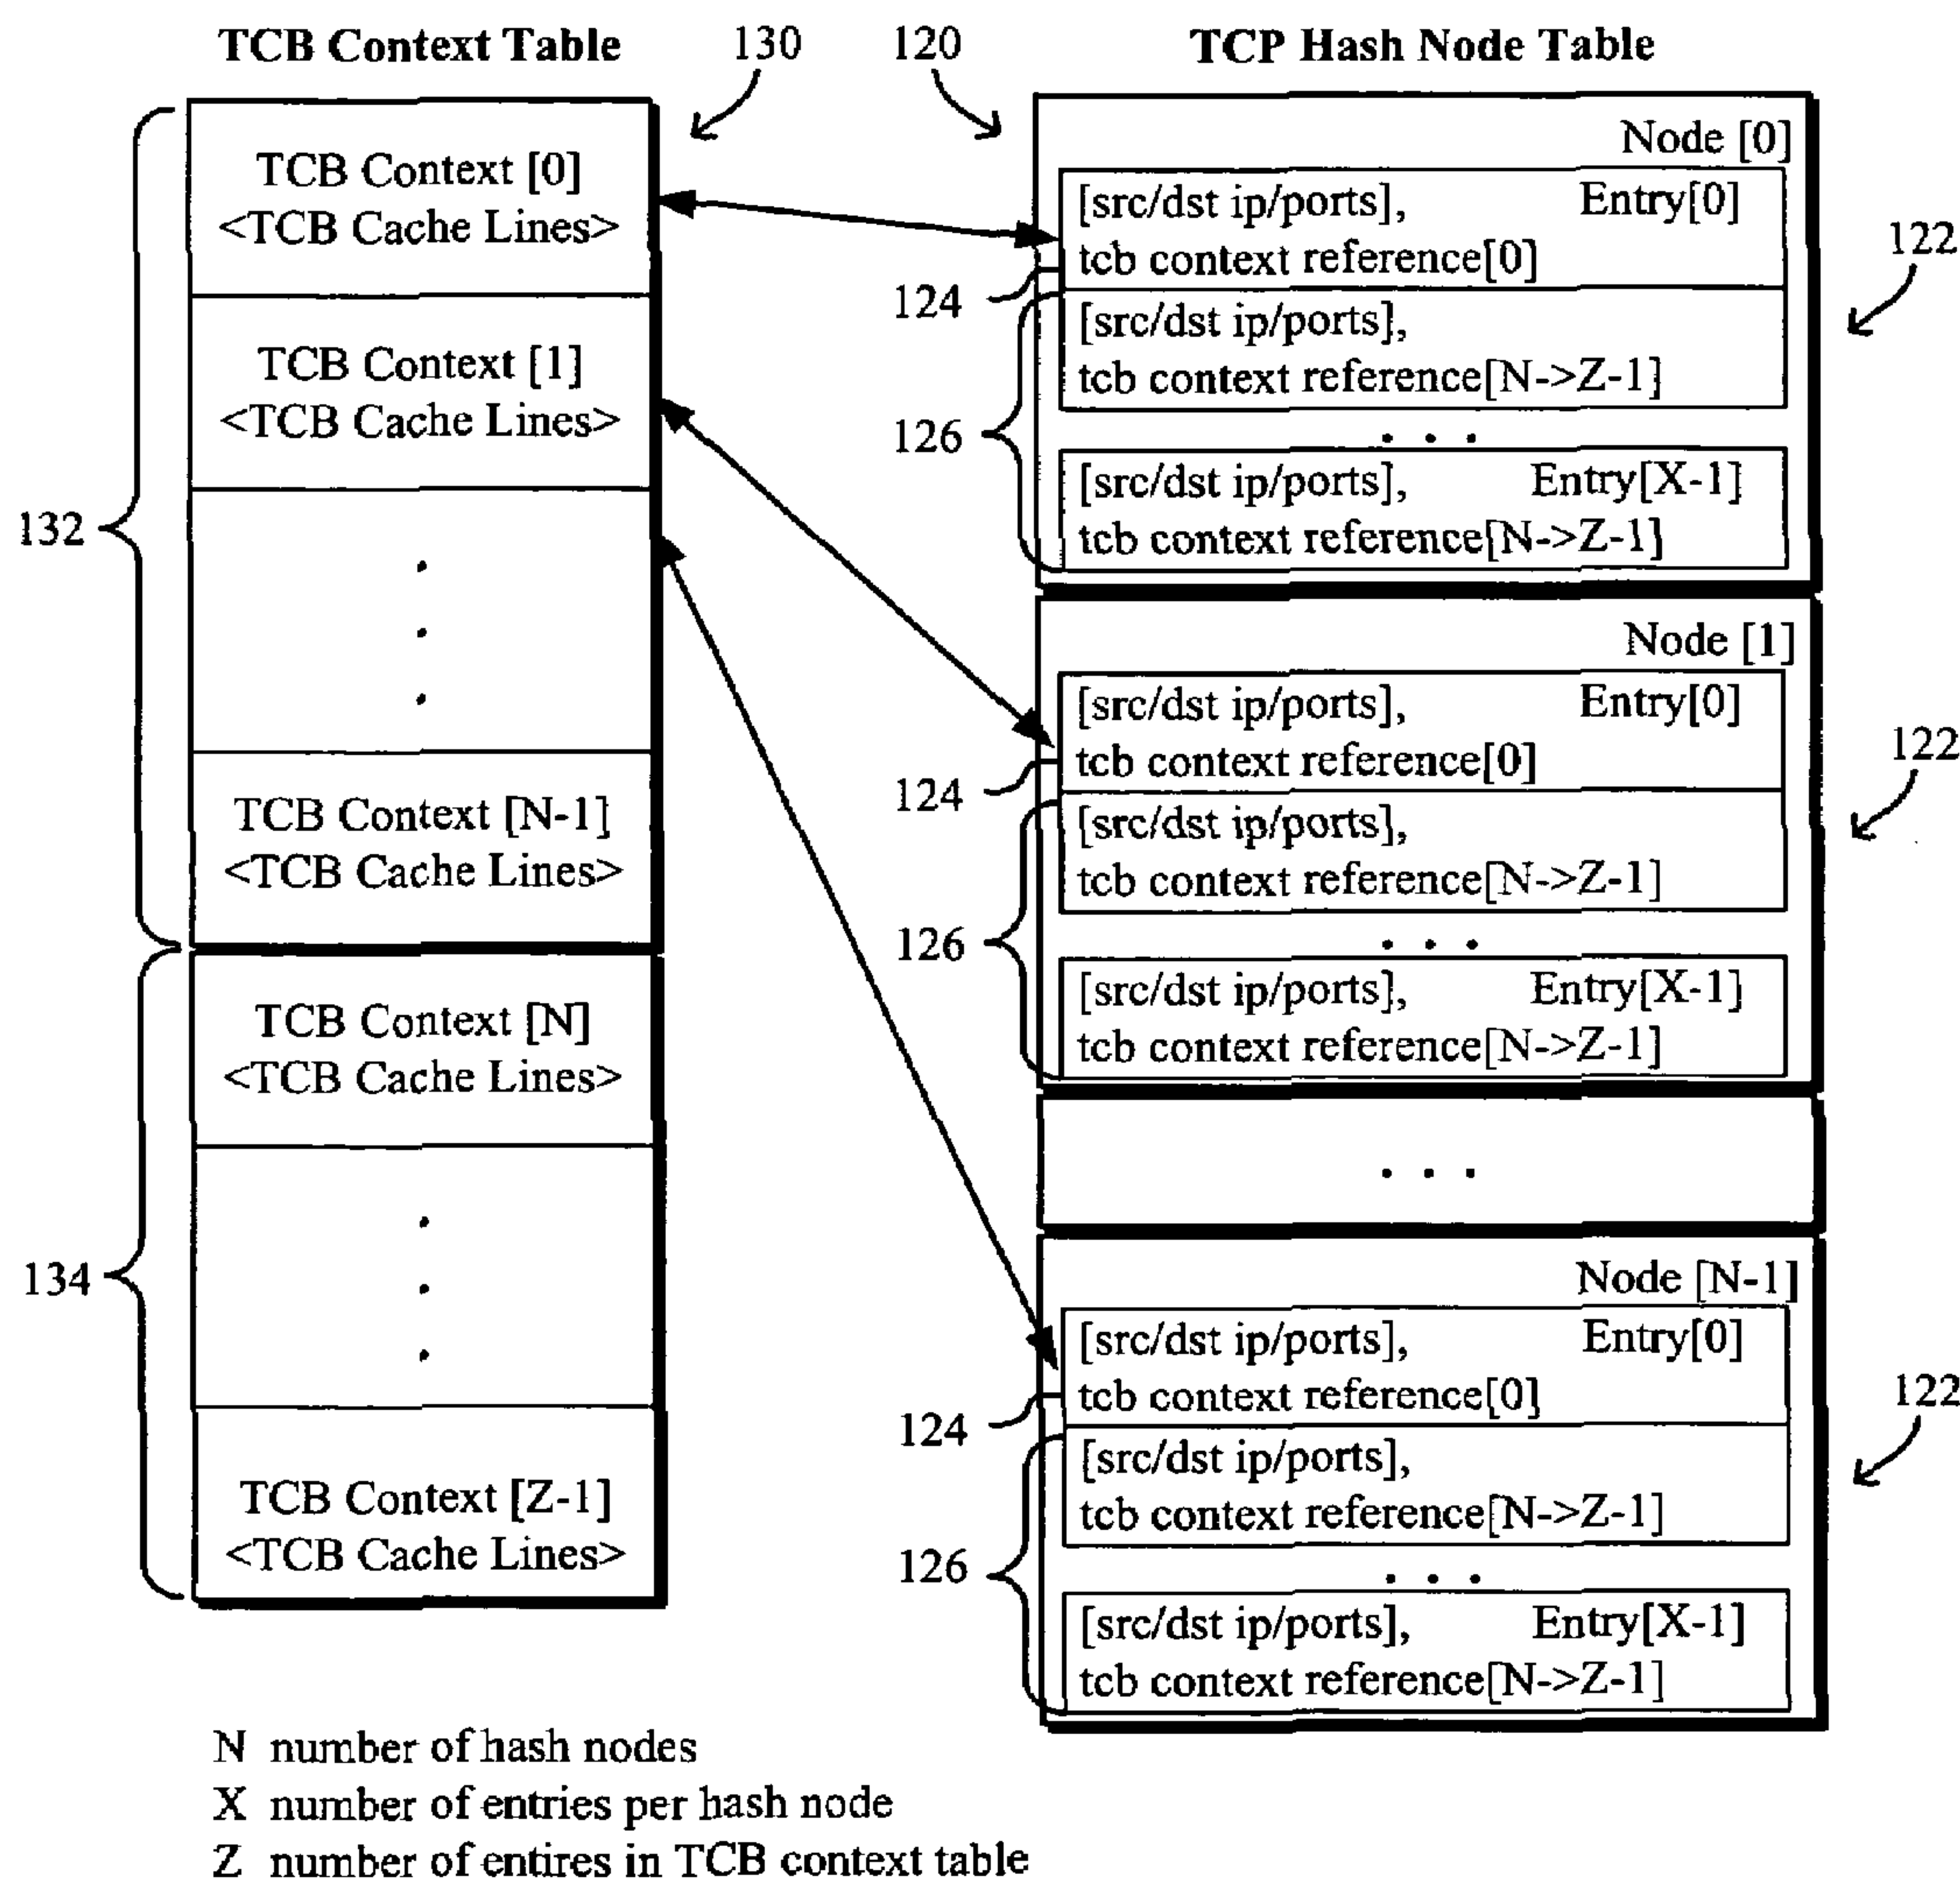 TCB Context Table
130
120
TCP Hash Node Table
132
TCB Context [0]
<TCB Cache Lines>
TCB Context [1]
<TCB Cache Lines>
.
.
.
TCB Context [N-1]
<TCB Cache Lines>
134
TCB Context [N]
<TCB Cache Lines>
.
.
.
TCB Context [Z-1]
<TCB Cache Lines>
Node [0]
[src/dst ip/ports], Entry[0]
tcb context reference[0]
122
124
[src/dst ip/ports],
tcb context reference[N->Z-1]
126
. . .
[src/dst ip/ports], Entry[X-1]
tcb context reference[N->Z-1]
Node [1]
[src/dst ip/ports], Entry[0]
tcb context reference[0]
122
124
[src/dst ip/ports],
tcb context reference[N->Z-1]
126
. . .
[src/dst ip/ports], Entry[X-1]
tcb context reference[N->Z-1]
. . .
Node [N-1]
[src/dst ip/ports], Entry[0]
tcb context reference[0]
122
124
[src/dst ip/ports],
tcb context reference[N->Z-1]
126
. . .
[src/dst ip/ports], Entry[X-1]
tcb context reference[N->Z-1]
N number of hash nodes
X number of entries per hash node
Z number of entires in TCB context table